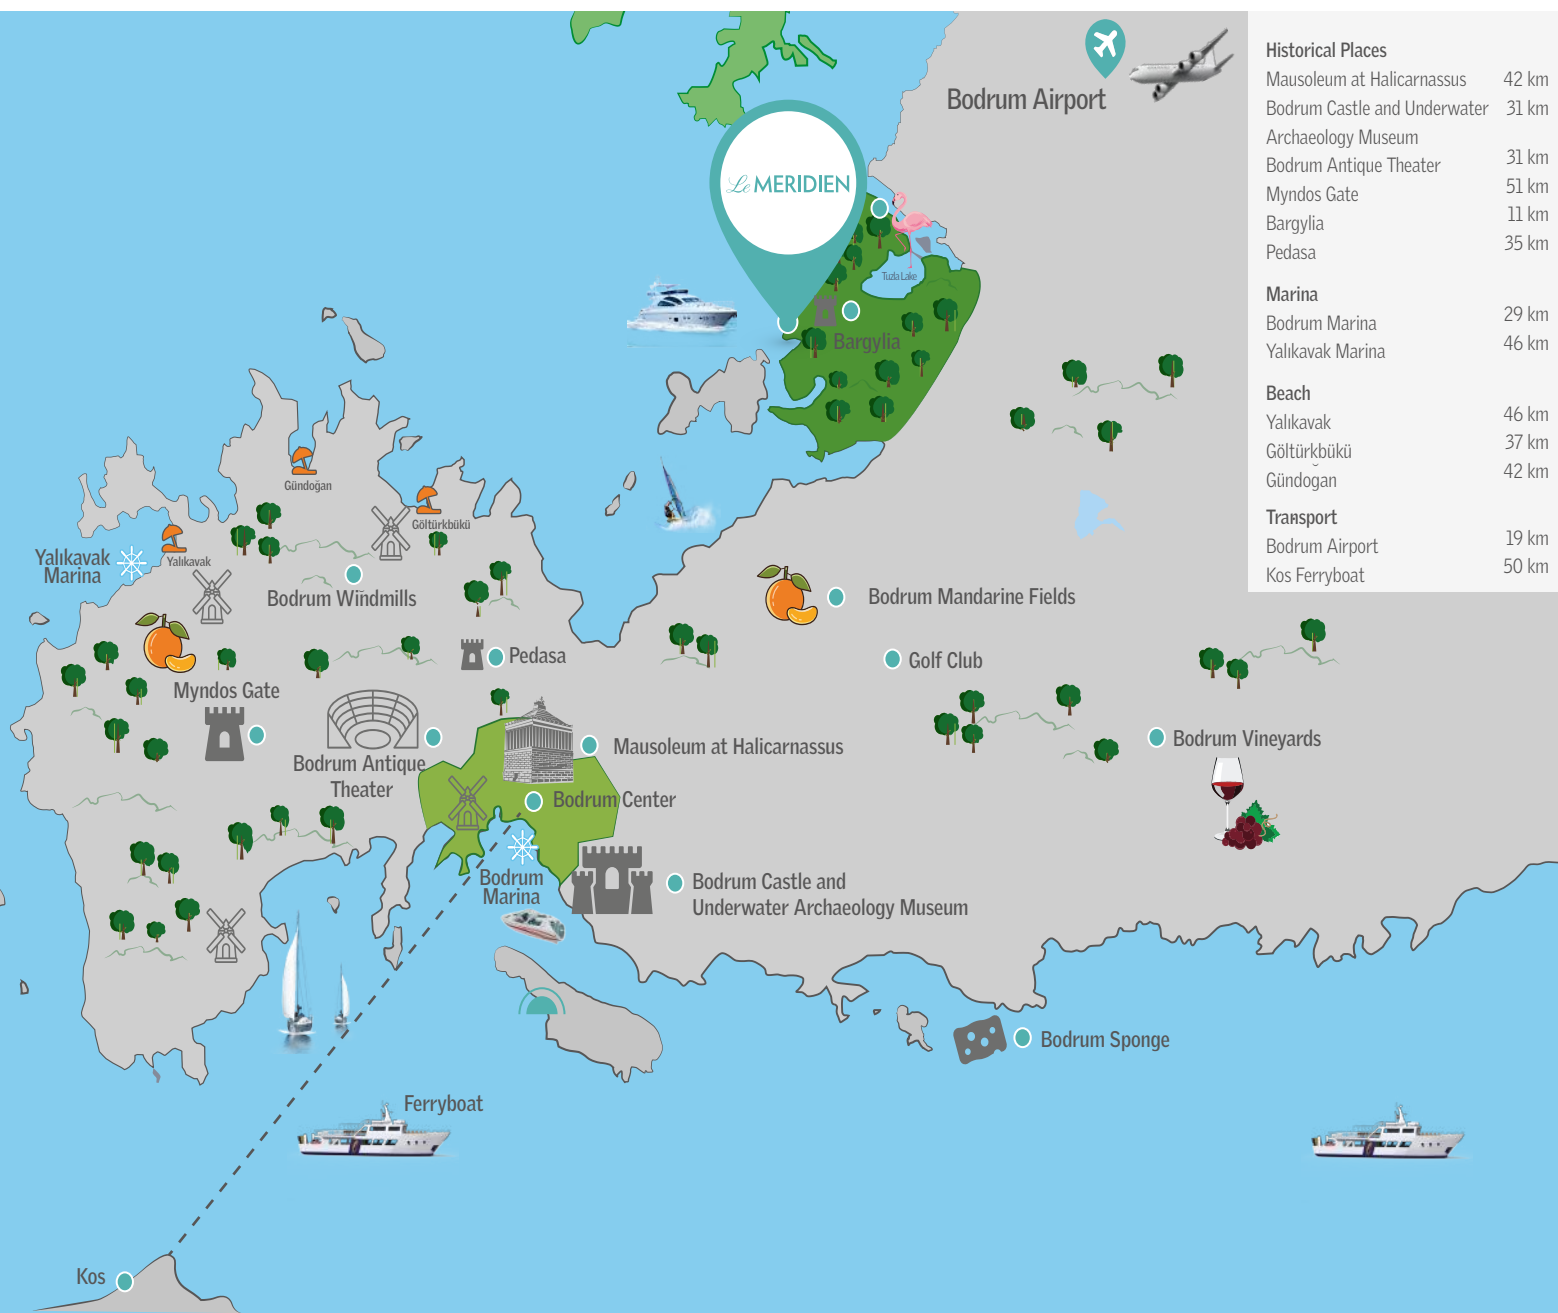 Bodrum Airport
Le MERIDIEN
Tuzla Lake
Bargylia
Gündoğan
Göltürkbükü
Yalıkavak
Marina
Yalıkavak
Bodrum Windmills
Bodrum Mandarine Fields
Pedasa
Golf Club
Myndos Gate
Bodrum Antique
Theater
Mausoleum at Halicarnassus
Bodrum Vineyards
Bodrum Center
Bodrum
Marina
Bodrum Castle and
Underwater Archaeology Museum
Bodrum Sponge
Ferryboat
Kos
Historical Places
Mausoleum at Halicarnassus 42 km
Bodrum Castle and Underwater 31 km
Archaeology Museum
Bodrum Antique Theater 31 km
Myndos Gate 51 km
Bargylia 11 km
Pedasa 35 km
Marina
Bodrum Marina 29 km
Yalıkavak Marina 46 km
Beach
Yalıkavak 46 km
Göltürkbükü 37 km
Gündogan 42 km
Transport
Bodrum Airport 19 km
Kos Ferryboat 50 km